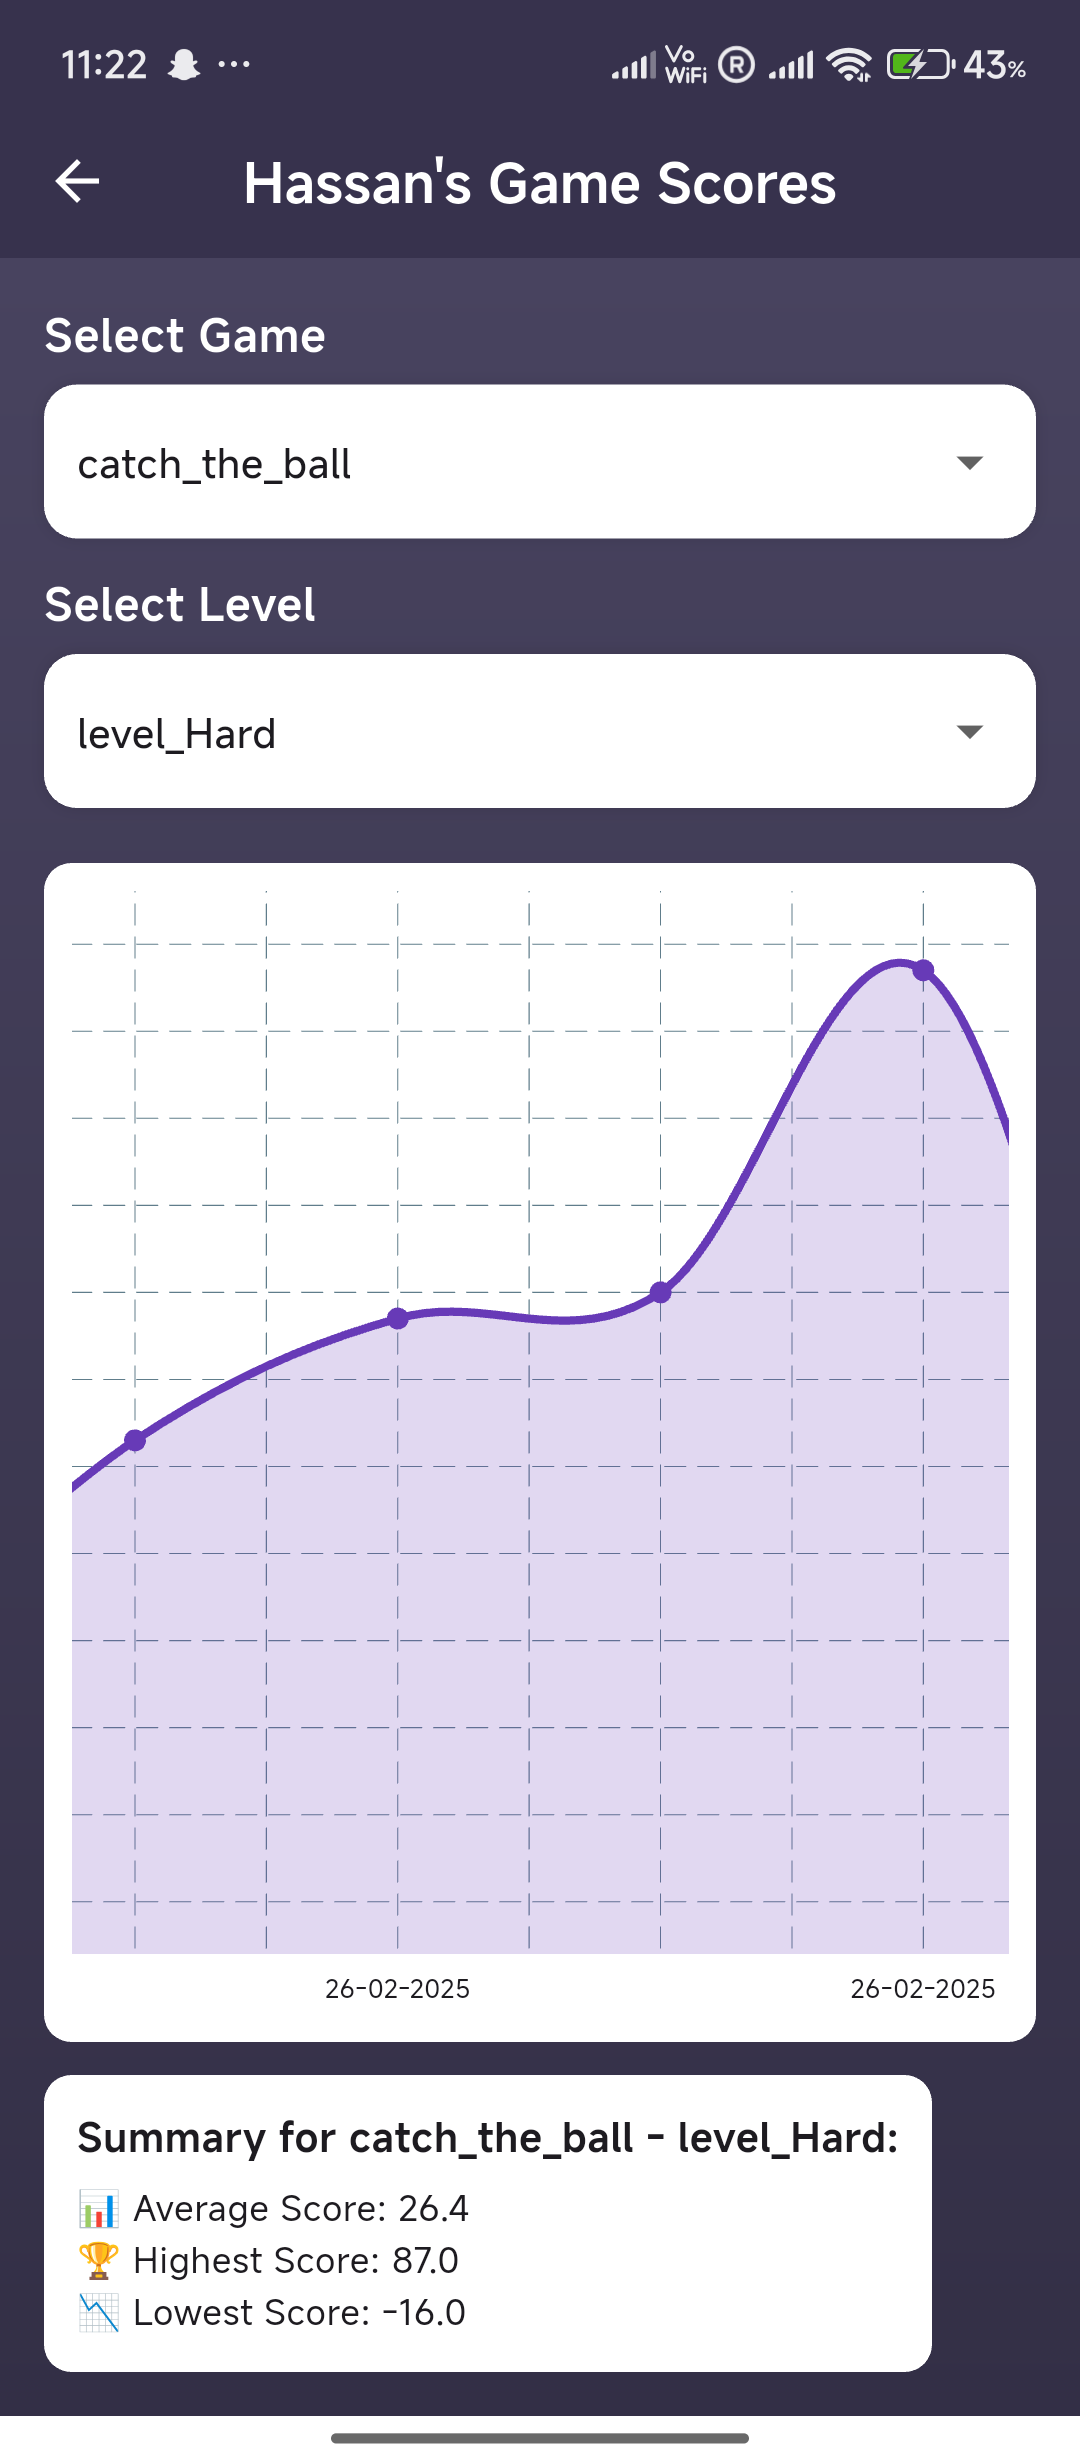 11:22 ... Vo WiFi R 43%
Hassan's Game Scores
Select Game
catch_the_ball
Select Level
level_Hard
26-02-2025 26-02-2025
Summary for catch_the_ball - level_Hard:
📊 Average Score: 26.4
🏆 Highest Score: 87.0
📉 Lowest Score: -16.0